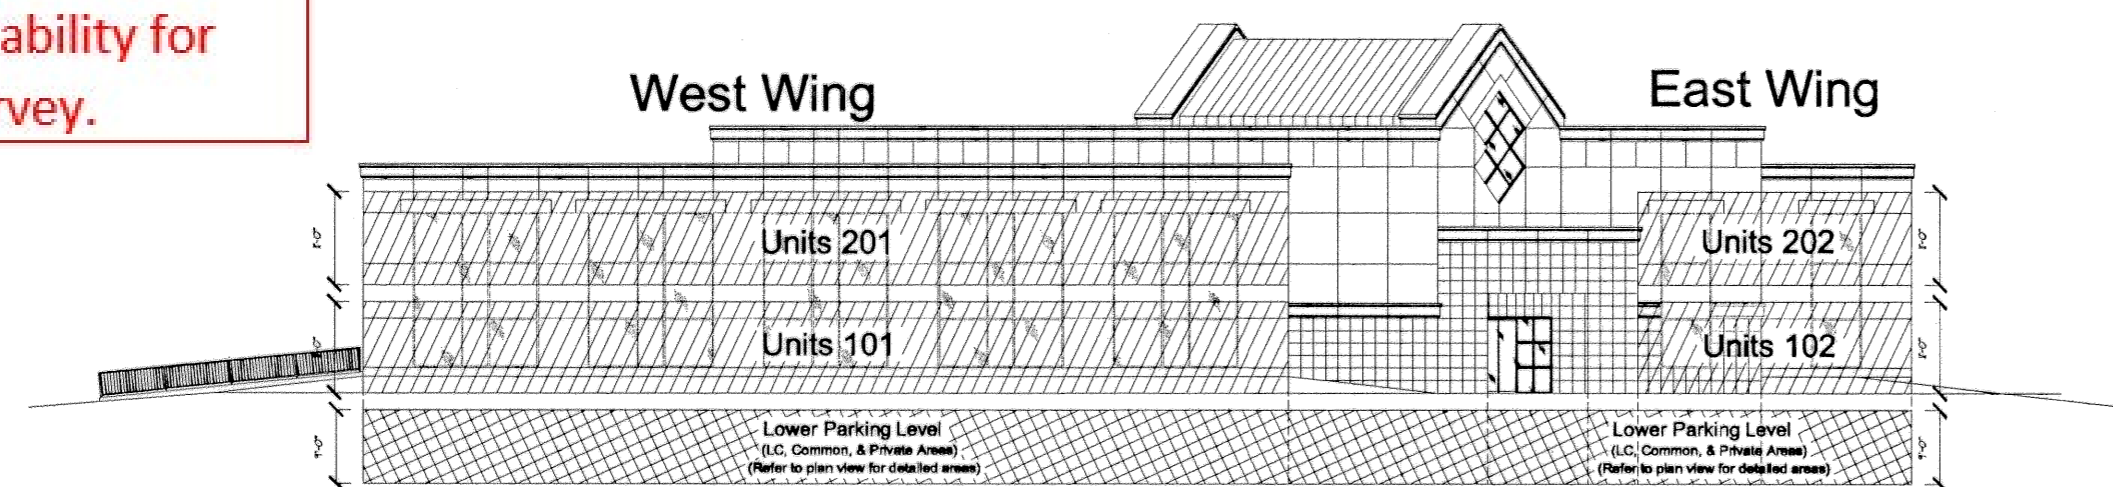 ability for
rvey.
West Wing
East Wing
Units 201
Units 202
Units 101
Units 102
Lower Parking Level
(LC, Common, & Private Areas)
(Refer to plan view for detailed areas)
Lower Parking Level
(LC, Common, & Private Areas)
(Refer to plan view for detailed areas)